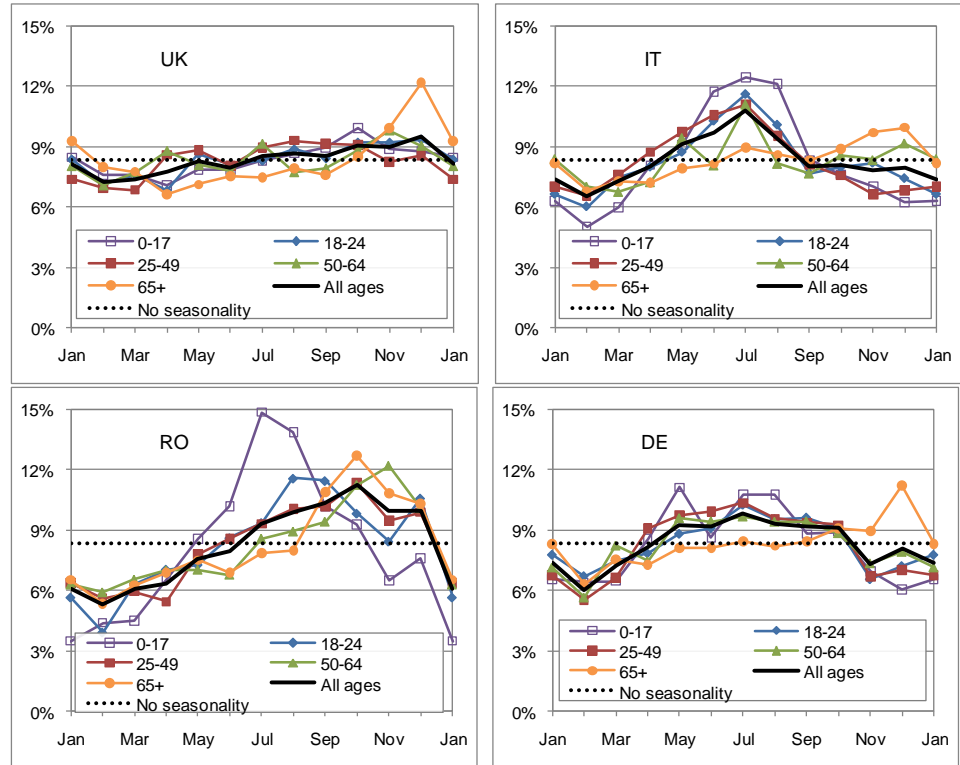 15%
UK
12%
9%
6%
0-17 18-24
3%
25-49 50-64
65+ All ages
No seasonality
0%
Jan Mar May Jul Sep Nov Jan
15%
IT
12%
9%
6%
0-17 18-24
3%
25-49 50-64
65+ All ages
No seasonality
0%
Jan Mar May Jul Sep Nov Jan
15%
RO
12%
9%
6%
3%
0-17 18-24
25-49 50-64
65+ All ages
No seasonality
0%
Jan Mar May Jul Sep Nov Jan
15%
DE
12%
9%
6%
3%
0-17 18-24
25-49 50-64
65+ All ages
No seasonality
0%
Jan Mar May Jul Sep Nov Jan